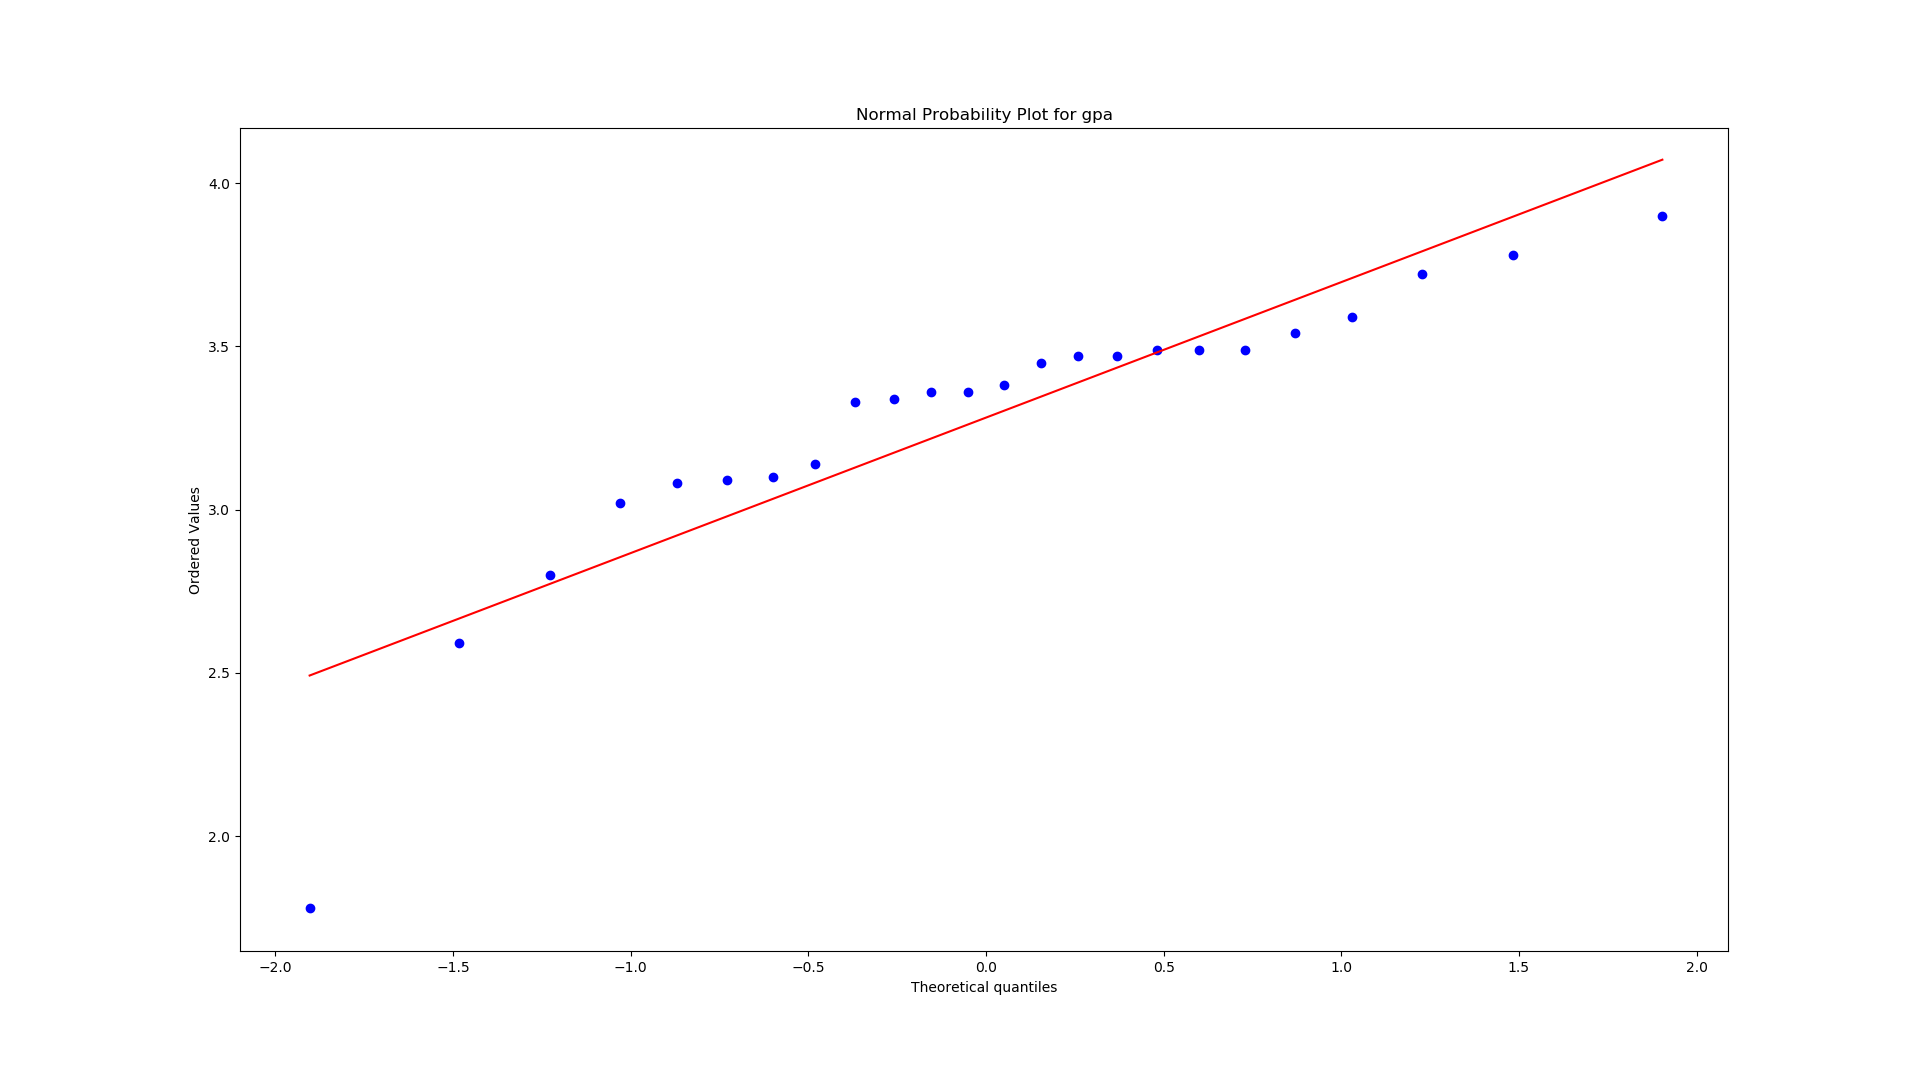 Normal Probability Plot for gpa
4.0
3.5
3.0
2.5
2.0
Ordered Values
−2.0 −1.5 −1.0 −0.5 0.0 0.5 1.0 1.5 2.0
Theoretical quantiles